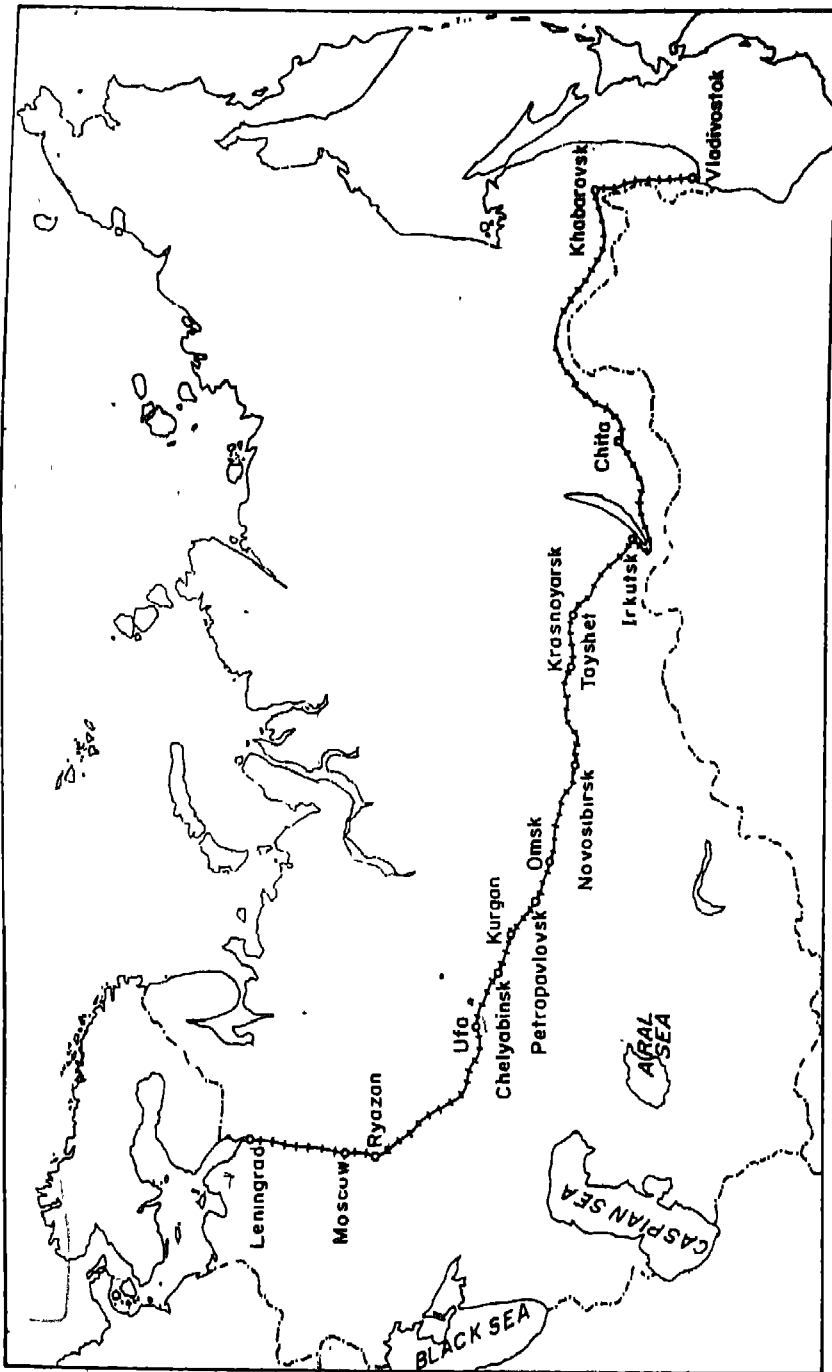 Leningrad
Moscow
Ryazan
Ufa
Chelyabinsk
Kurgan
Petropavlovsk
Omsk
Novosibirsk
Krasnoyarsk
Tayshet
Irkutsk
Chita
Khabarovsk
Vladivostok
BLACK SEA
CASPIAN SEA
ARAL
SEA